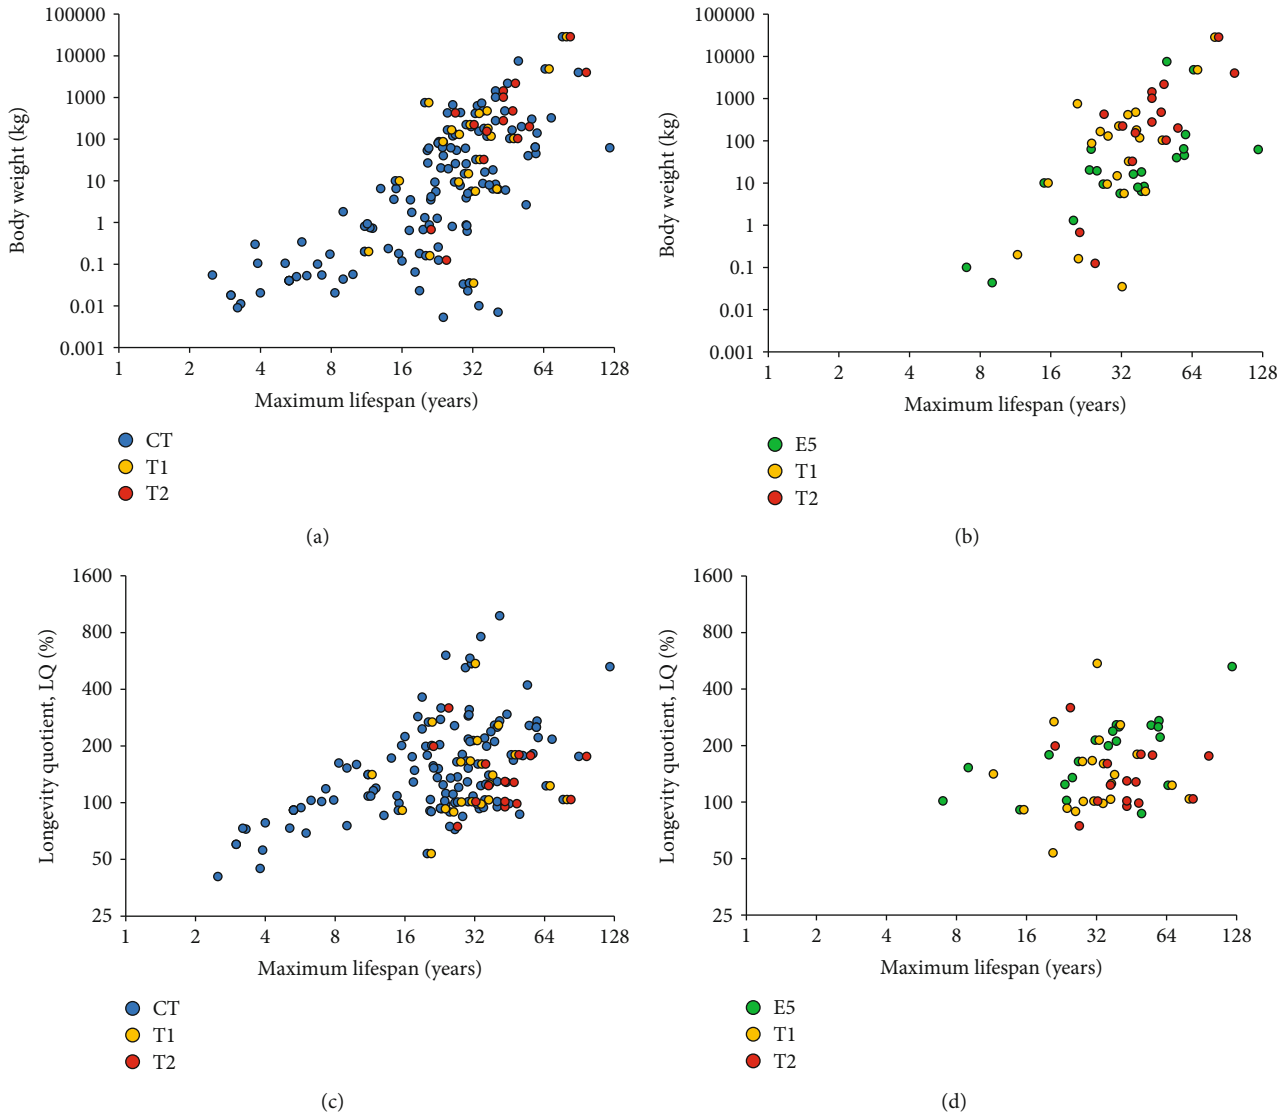 100000
10000
1000
100
10
1
0.1
0.01
0.001
Body weight (kg)
1 2 4 8 16 32 64 128
Maximum lifespan (years)
CT
T1
T2
(a)
100000
10000
1000
100
10
1
0.1
0.01
0.001
Body weight (kg)
1 2 4 8 16 32 64 128
Maximum lifespan (years)
E5
T1
T2
(b)
1600
800
400
200
100
50
25
Longevity quotient, LQ (%)
1 2 4 8 16 32 64 128
Maximum lifespan (years)
CT
T1
T2
(c)
1600
800
400
200
100
50
25
Longevity quotient, LQ (%)
1 2 4 8 16 32 64 128
Maximum lifespan (years)
E5
T1
T2
(d)